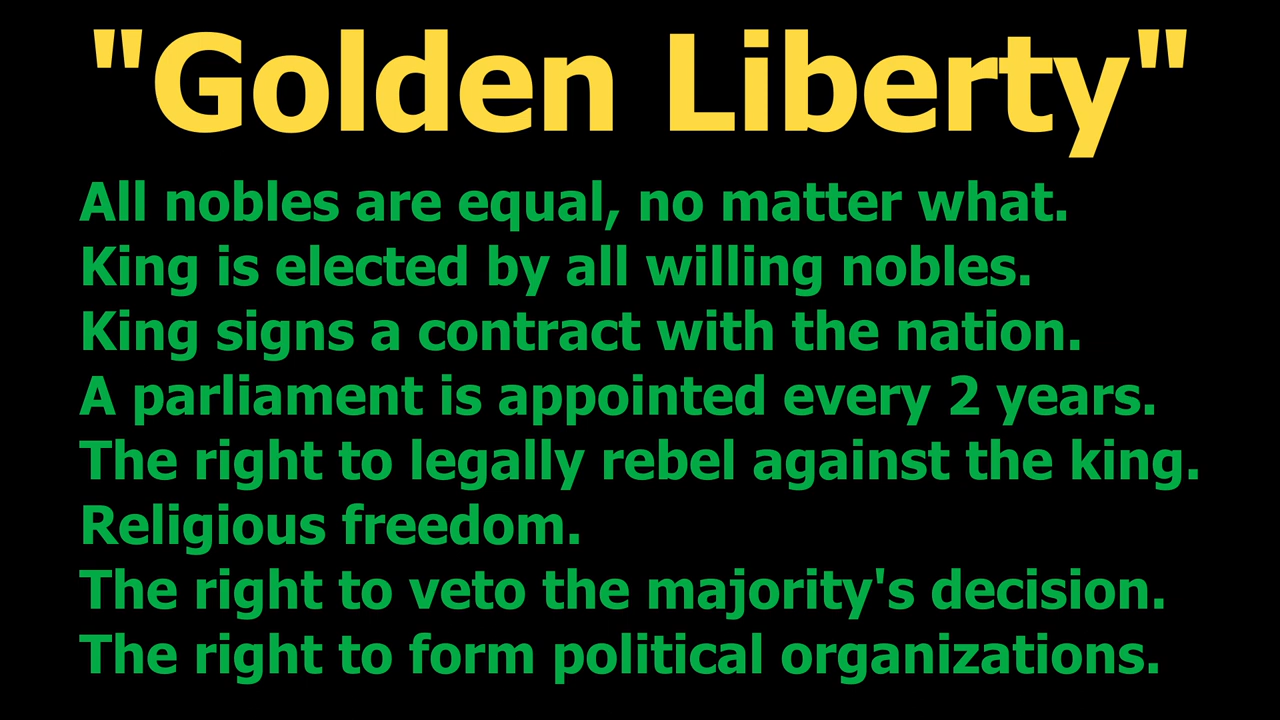 "Golden Liberty"
All nobles are equal, no matter what.
King is elected by all willing nobles.
King signs a contract with the nation.
A parliament is appointed every 2 years.
The right to legally rebel against the king.
Religious freedom.
The right to veto the majority's decision.
The right to form political organizations.